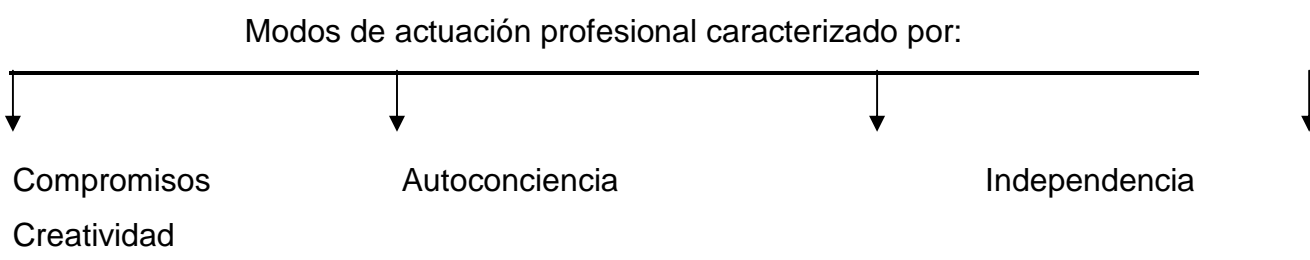 Modos de actuación profesional caracterizado por:
Compromisos Autoconciencia Independencia
Creatividad